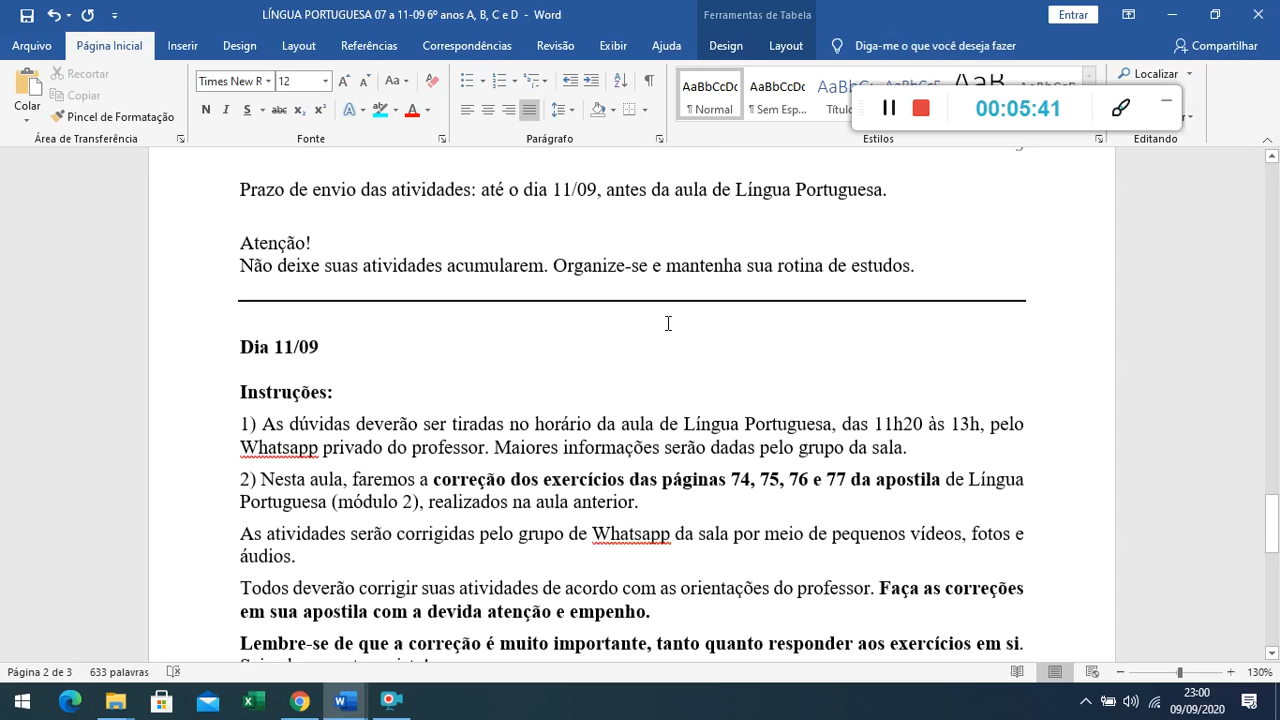 LÍNGUA PORTUGUESA 07 a 11-09 6º anos A, B, C e D - Word
Ferramentas de Tabela
Entrar
Arquivo Página Inicial Inserir Design Layout Referências Correspondências Revisão Exibir Ajuda Design Layout Diga-me o que você deseja fazer Compartilhar
Colar
Recortar
Copiar
Pincel de Formatação
Times New R 12
N I S abc x₂ x²
AaBbCcDc AaBbCcDc
¶ Normal ¶ Sem Espaç... Título
Localizar
00:05:41
Área de Transferência Fonte Parágrafo Estilos Editando
Prazo de envio das atividades: até o dia 11/09, antes da aula de Língua Portuguesa.
Atenção!
Não deixe suas atividades acumularem. Organize-se e mantenha sua rotina de estudos.
Dia 11/09
Instruções:
1) As dúvidas deverão ser tiradas no horário da aula de Língua Portuguesa, das 11h20 às 13h, pelo
Whatsapp privado do professor. Maiores informações serão dadas pelo grupo da sala.
2) Nesta aula, faremos a correção dos exercícios das páginas 74, 75, 76 e 77 da apostila de Língua
Portuguesa (módulo 2), realizados na aula anterior.
As atividades serão corrigidas pelo grupo de Whatsapp da sala por meio de pequenos vídeos, fotos e
áudios.
Todos deverão corrigir suas atividades de acordo com as orientações do professor. Faça as correções
em sua apostila com a devida atenção e empenho.
Lembre-se de que a correção é muito importante, tanto quanto responder aos exercícios em si.
Página 2 de 3 633 palavras 130%
23:00
09/09/2020